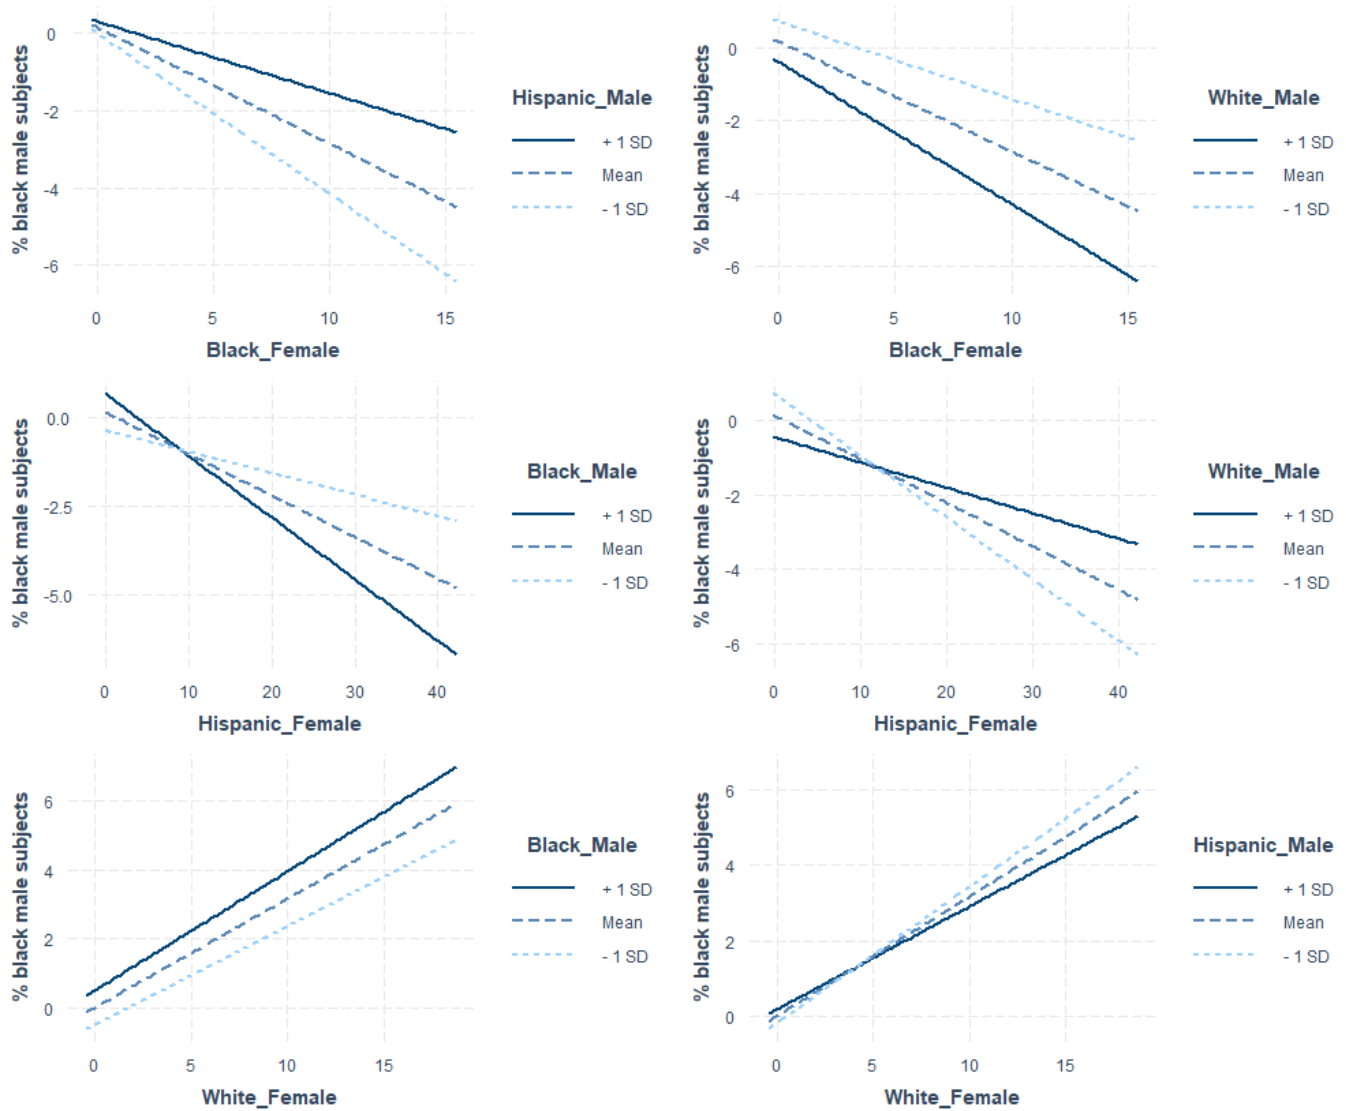 % black male subjects
0
-2
-4
-6
0 5 10 15
Black_Female
Hispanic_Male
+ 1 SD
Mean
- 1 SD
% black male subjects
0
-2
-4
-6
0 5 10 15
Black_Female
White_Male
+ 1 SD
Mean
- 1 SD
% black male subjects
0.0
-2.5
-5.0
0 10 20 30 40
Hispanic_Female
Black_Male
+ 1 SD
Mean
- 1 SD
% black male subjects
0
-2
-4
-6
0 10 20 30 40
Hispanic_Female
White_Male
+ 1 SD
Mean
- 1 SD
% black male subjects
6
4
2
0
0 5 10 15
White_Female
Black_Male
+ 1 SD
Mean
- 1 SD
% black male subjects
6
4
2
0
0 5 10 15
White_Female
Hispanic_Male
+ 1 SD
Mean
- 1 SD